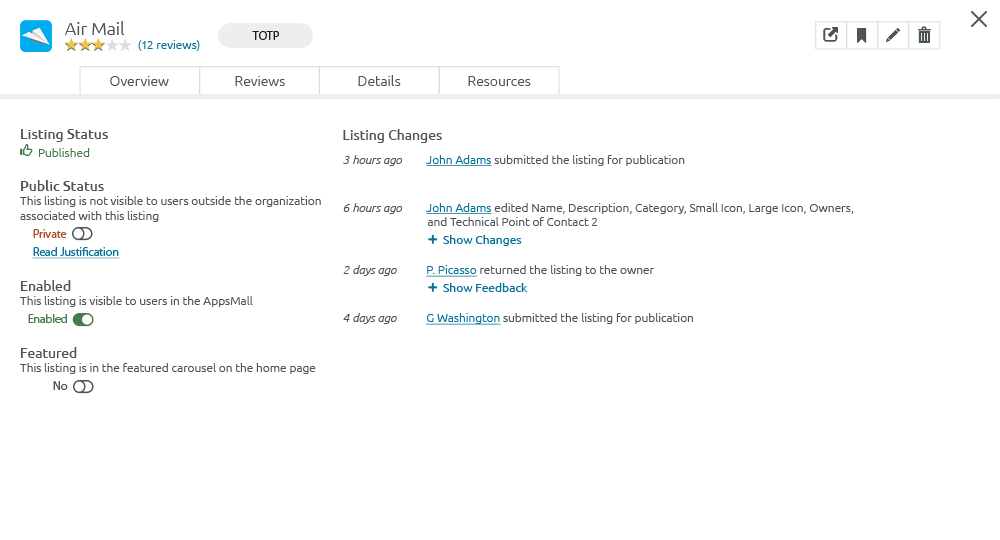 Air Mail
(12 reviews)
TOTP
Overview
Reviews
Details
Resources
Listing Status
Published
Public Status
This listing is not visible to users outside the organization
associated with this listing
Private
Read Justification
Enabled
This listing is visible to users in the AppsMall
Enabled
Featured
This listing is in the featured carousel on the home page
No
Listing Changes
3 hours ago John Adams submitted the listing for publication
6 hours ago John Adams edited Name, Description, Category, Small Icon, Large Icon, Owners,
and Technical Point of Contact 2
+ Show Changes
2 days ago P. Picasso returned the listing to the owner
+ Show Feedback
4 days ago G Washington submitted the listing for publication